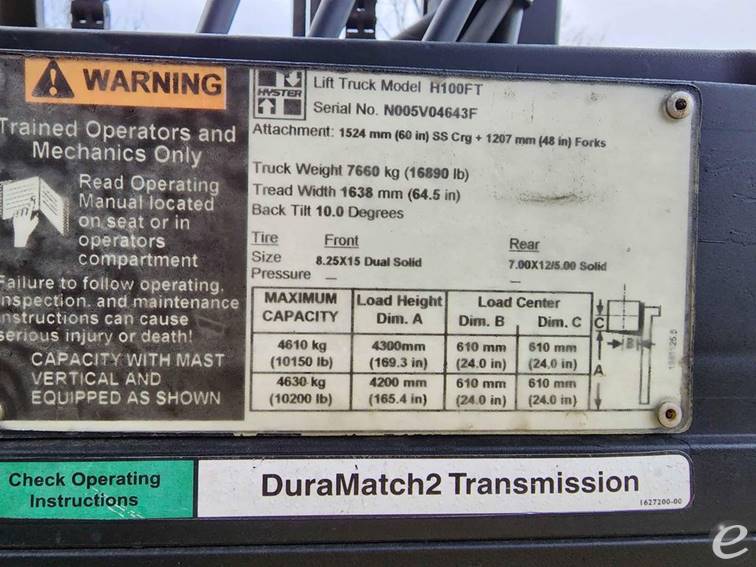 WARNING
Trained Operators and
Mechanics Only
Read Operating
Manual located
on seat or in
operators
compartment
Failure to follow operating,
inspection, and maintenance
instructions can cause
serious injury or death!
CAPACITY WITH MAST
VERTICAL AND
EQUIPPED AS SHOWN
HYSTER
Lift Truck Model H100FT
Serial No. N005V04643F
Attachment: 1524 mm (60 in) SS Crg + 1207 mm (48 in) Forks
Truck Weight 7660 kg (16890 lb)
Tread Width 1638 mm (64.5 in)
Back Tilt 10.0 Degrees
Tire Front Rear
Size 8.25X15 Dual Solid 7.00X12/5.00 Solid
Pressure — —
MAXIMUM CAPACITY Load Height Dim. A Load Center Dim. B Dim. C
4610 kg 4300mm 610 mm 610 mm
(10150 lb) (169.3 in) (24.0 in) (24.0 in)
4630 kg 4200 mm 610 mm 610 mm
(10200 lb) (165.4 in) (24.0 in) (24.0 in)
C
B
A
Check Operating
Instructions
DuraMatch2 Transmission
1627200-00
e